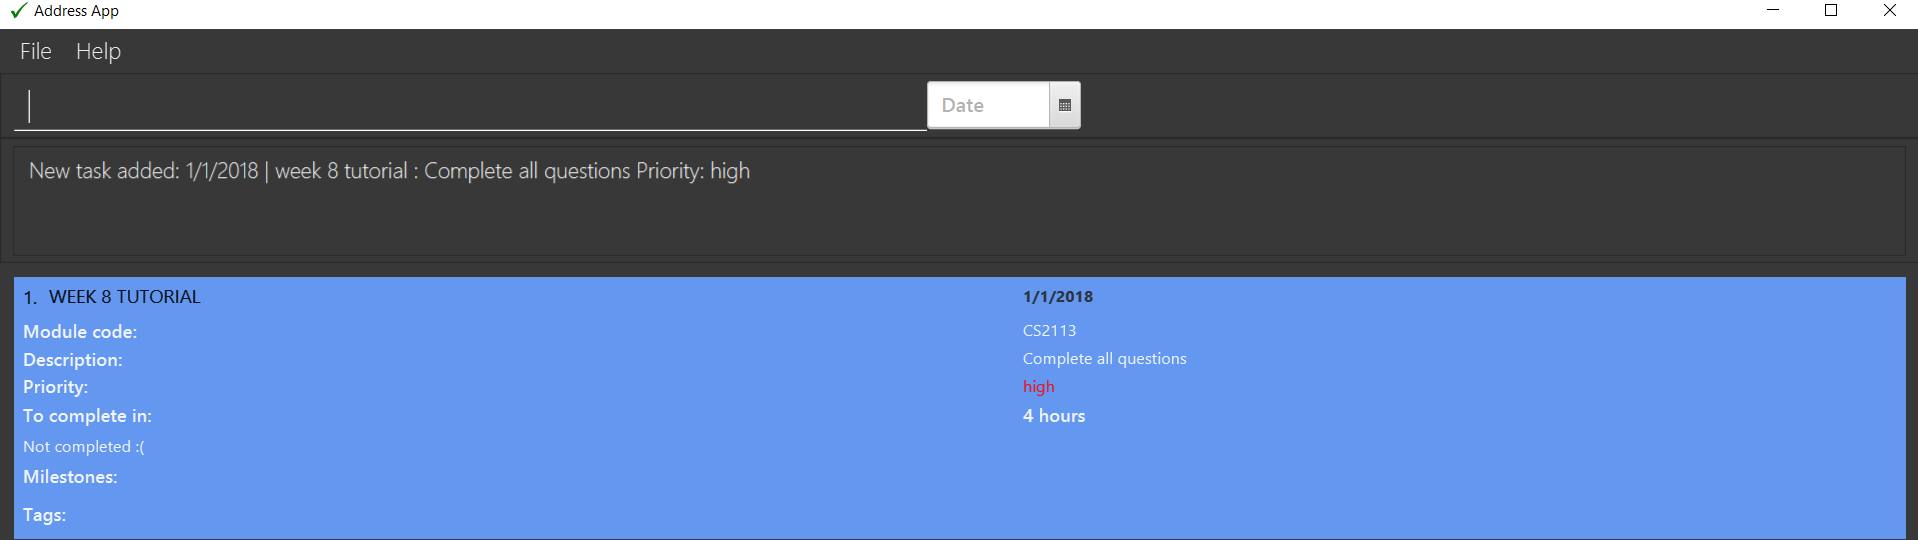 Address App
File Help
Date
New task added: 1/1/2018 | week 8 tutorial : Complete all questions Priority: high
1. WEEK 8 TUTORIAL 1/1/2018
Module code: CS2113
Description: Complete all questions
Priority: high
To complete in: 4 hours
Not completed :(
Milestones:
Tags: